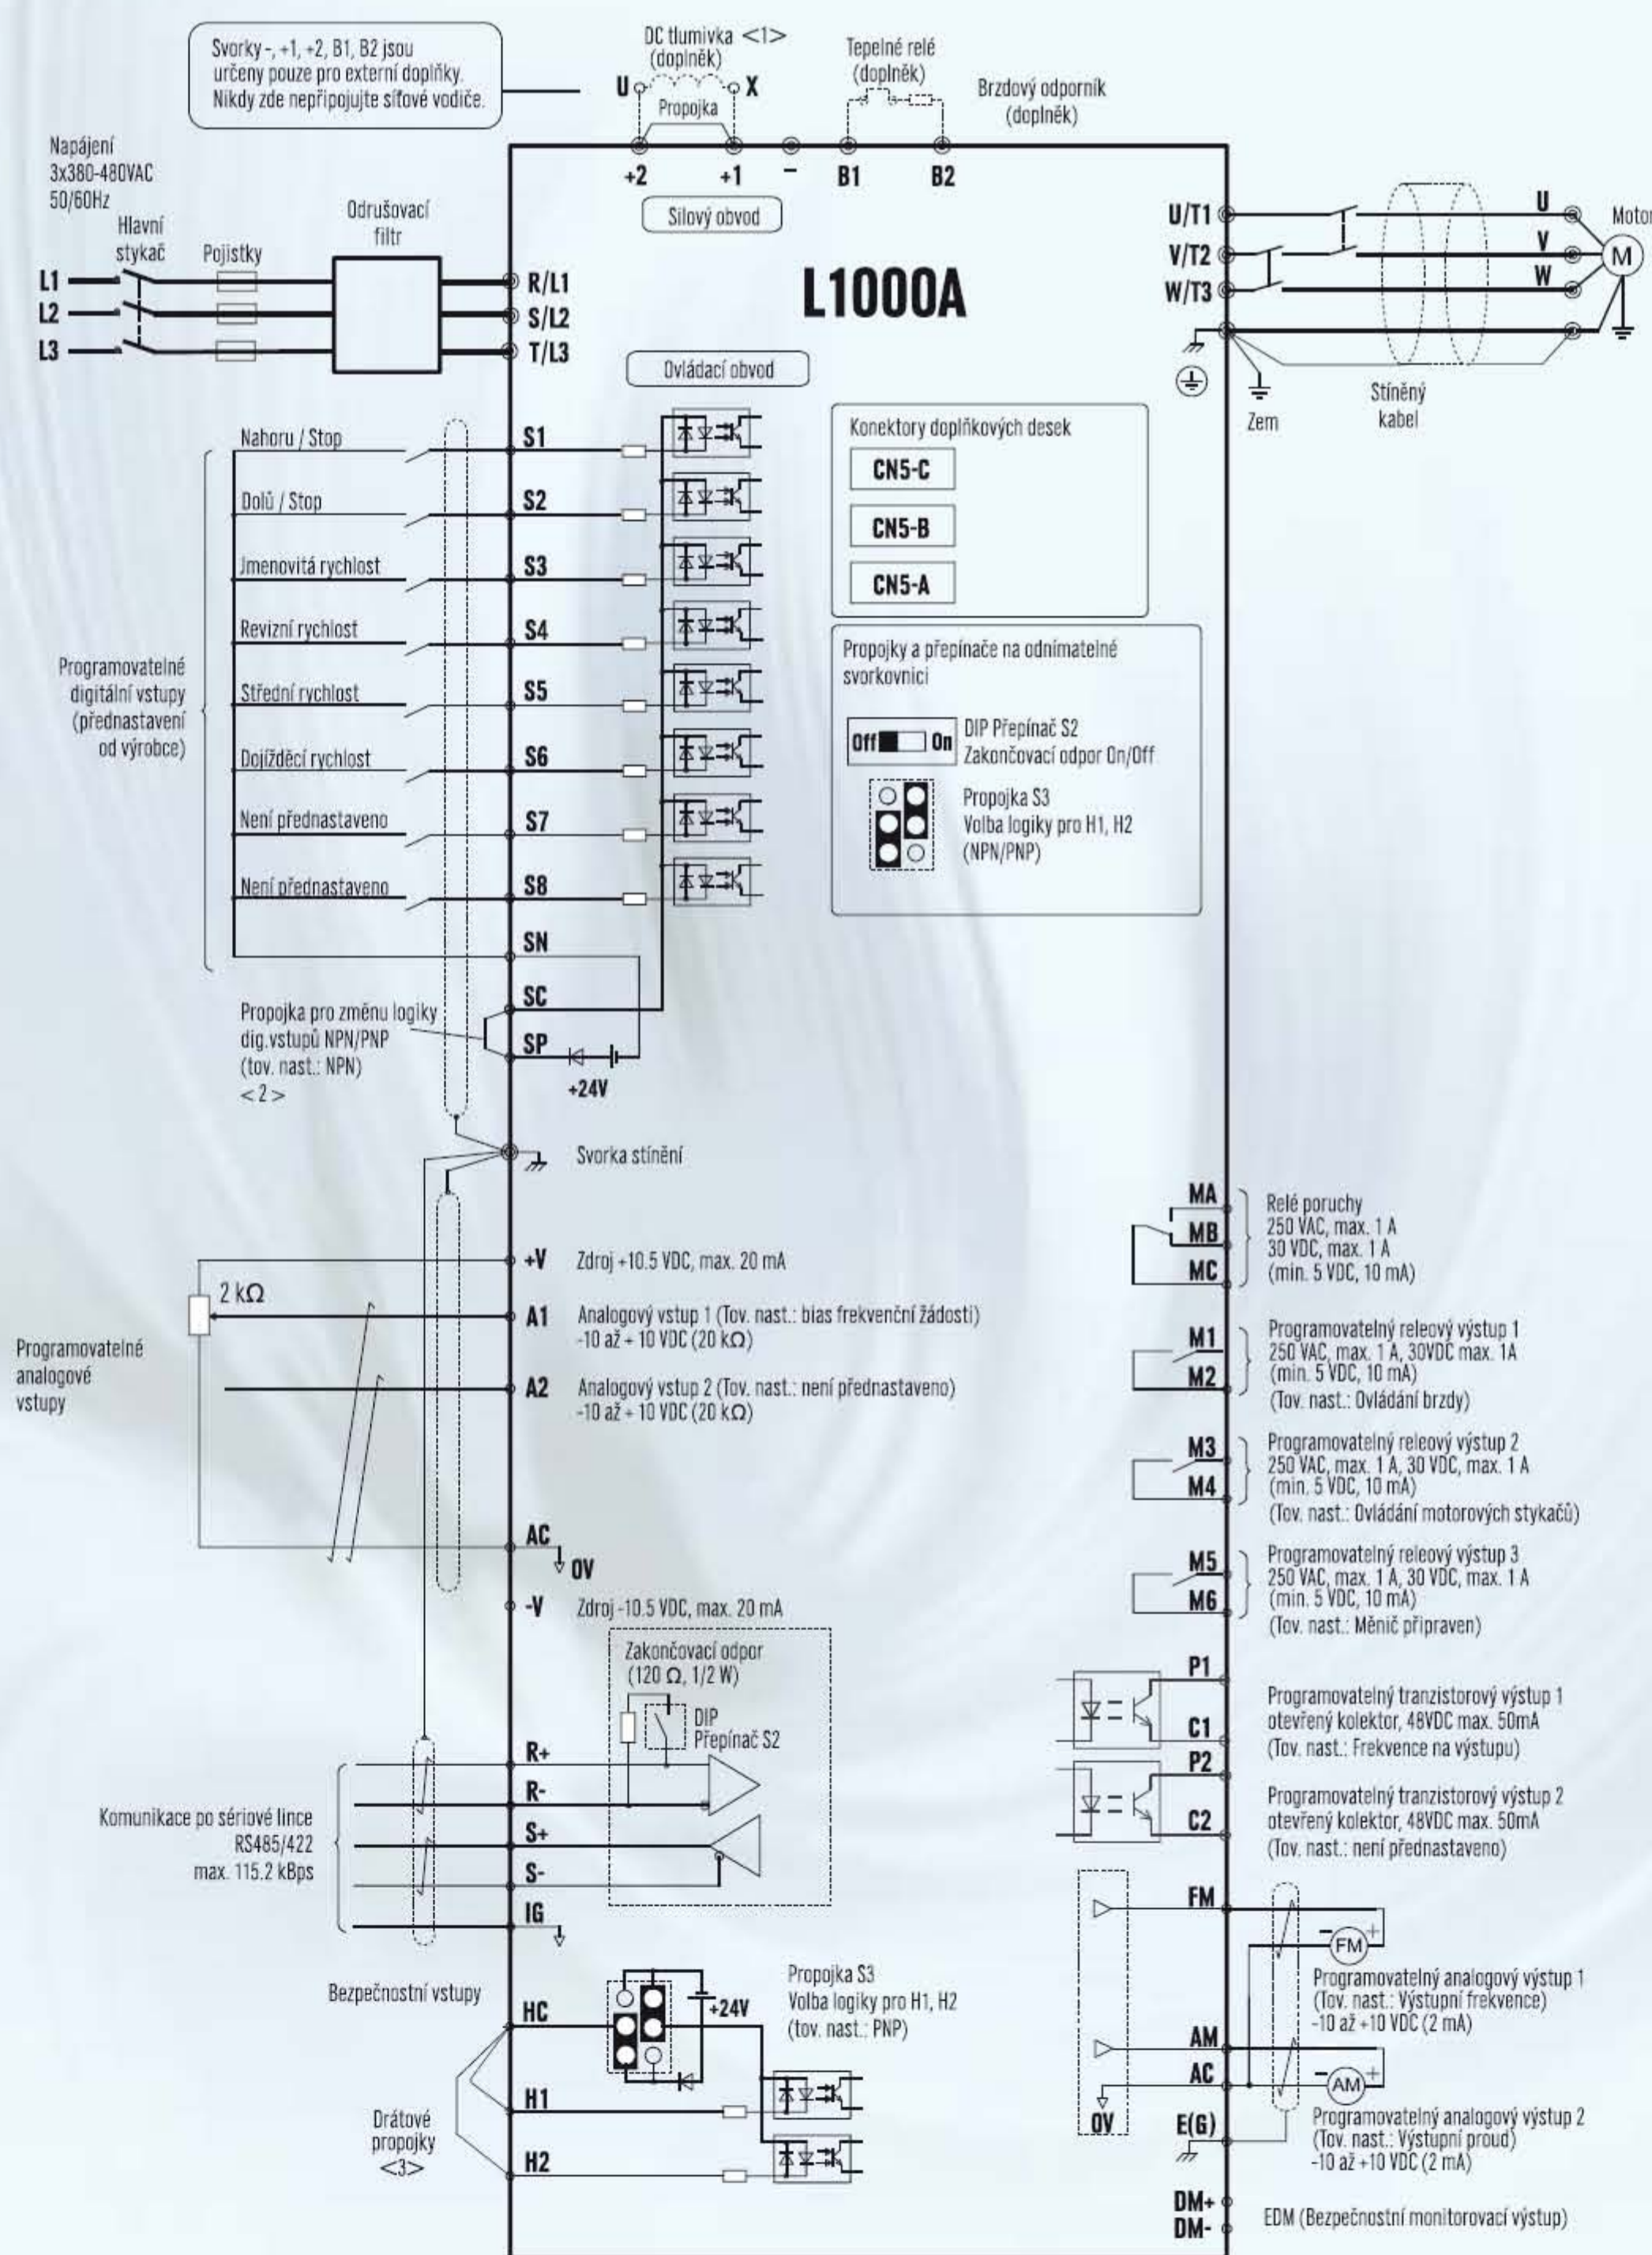 Svorky -, +1, +2, B1, B2 jsou
určeny pouze pro externí doplňky.
Nikdy zde nepřipojujte síťové vodiče.
DC tlumivka <1>
(doplněk)
U
X
Propojka
Tepelné relé
(doplněk)
Brzdový odporník
(doplněk)
+2
+1
–
B1
B2
Silový obvod
Napájení
3x380-480VAC
50/60Hz
Hlavní
stykač
Pojistky
Odrušovací
filtr
L1
L2
L3
R/L1
S/L2
T/L3
L1000A
U/T1
V/T2
W/T3
U
V
W
Motor
M
Zem
Stíněný
kabel
Ovládací obvod
Programovatelné
digitální vstupy
(přednastavení
od výrobce)
Nahoru / Stop
S1
Dolů / Stop
S2
Jmenovitá rychlost
S3
Revizní rychlost
S4
Střední rychlost
S5
Dojížděcí rychlost
S6
Není přednastaveno
S7
Není přednastaveno
S8
SN
SC
SP
+24V
Propojka pro změnu logiky
dig.vstupů NPN/PNP
(tov. nast.: NPN)
<2>
Konektory doplňkových desek
CN5-C
CN5-B
CN5-A
Propojky a přepínače na odnímatelné
svorkovnici
Off
On
DIP Přepínač S2
Zakončovací odpor On/Off
Propojka S3
Volba logiky pro H1, H2
(NPN/PNP)
Svorka stínění
Programovatelné
analogové
vstupy
2 kΩ
+V
Zdroj +10.5 VDC, max. 20 mA
A1
Analogový vstup 1 (Tov. nast.: bias frekvenční žádosti)
-10 až + 10 VDC (20 kΩ)
A2
Analogový vstup 2 (Tov. nast.: není přednastaveno)
-10 až + 10 VDC (20 kΩ)
AC
0V
-V
Zdroj -10.5 VDC, max. 20 mA
Zakončovací odpor
(120 Ω, 1/2 W)
DIP
Přepínač S2
Komunikace po sériové lince
RS485/422
max. 115.2 kBps
R+
R-
S+
S-
IG
Bezpečnostní vstupy
HC
+24V
Propojka S3
Volba logiky pro H1, H2
(tov. nast.: PNP)
H1
H2
Drátové
propojky
<3>
MA
MB
MC
Relé poruchy
250 VAC, max. 1 A
30 VDC, max. 1 A
(min. 5 VDC, 10 mA)
M1
M2
Programovatelný releový výstup 1
250 VAC, max. 1 A, 30VDC max. 1A
(min. 5 VDC, 10 mA)
(Tov. nast.: Ovládání brzdy)
M3
M4
Programovatelný releový výstup 2
250 VAC, max. 1 A, 30 VDC, max. 1 A
(min. 5 VDC, 10 mA)
(Tov. nast.: Ovládání motorových stykačů)
M5
M6
Programovatelný releový výstup 3
250 VAC, max. 1 A, 30 VDC, max. 1 A
(min. 5 VDC, 10 mA)
(Tov. nast.: Měnič připraven)
P1
C1
Programovatelný tranzistorový výstup 1
otevřený kolektor, 48VDC max. 50mA
(Tov. nast.: Frekvence na výstupu)
P2
C2
Programovatelný tranzistorový výstup 2
otevřený kolektor, 48VDC max. 50mA
(Tov. nast.: není přednastaveno)
FM
- +
FM
Programovatelný analogový výstup 1
(Tov. nast.: Výstupní frekvence)
-10 až +10 VDC (2 mA)
AM
AC
- +
AM
0V
E(G)
Programovatelný analogový výstup 2
(Tov. nast.: Výstupní proud)
-10 až +10 VDC (2 mA)
DM+
DM-
EDM (Bezpečnostní monitorovací výstup)